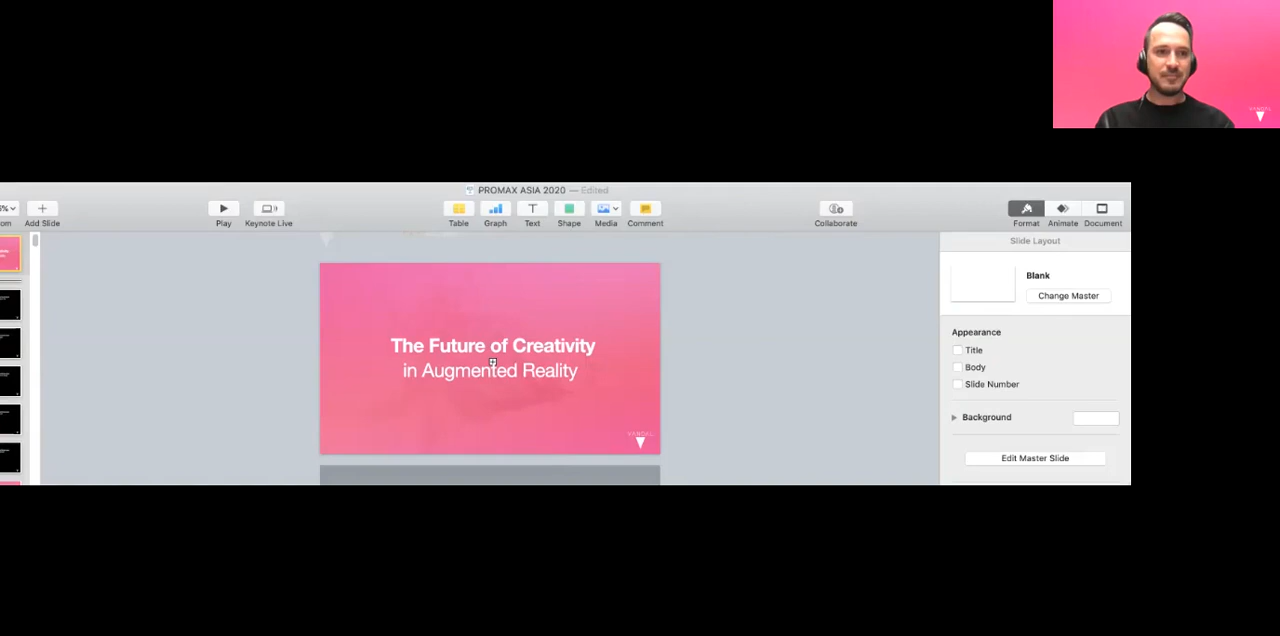 VANDAL
PROMAX ASIA 2020 — Edited
Add Slide
Play
Keynote Live
Table
Graph
Text
Shape
Media
Comment
Collaborate
Format
Animate
Document
Slide Layout
Blank
Change Master
Appearance
Title
Body
Slide Number
Background
Edit Master Slide
The Future of Creativity
in Augmented Reality
VANDAL